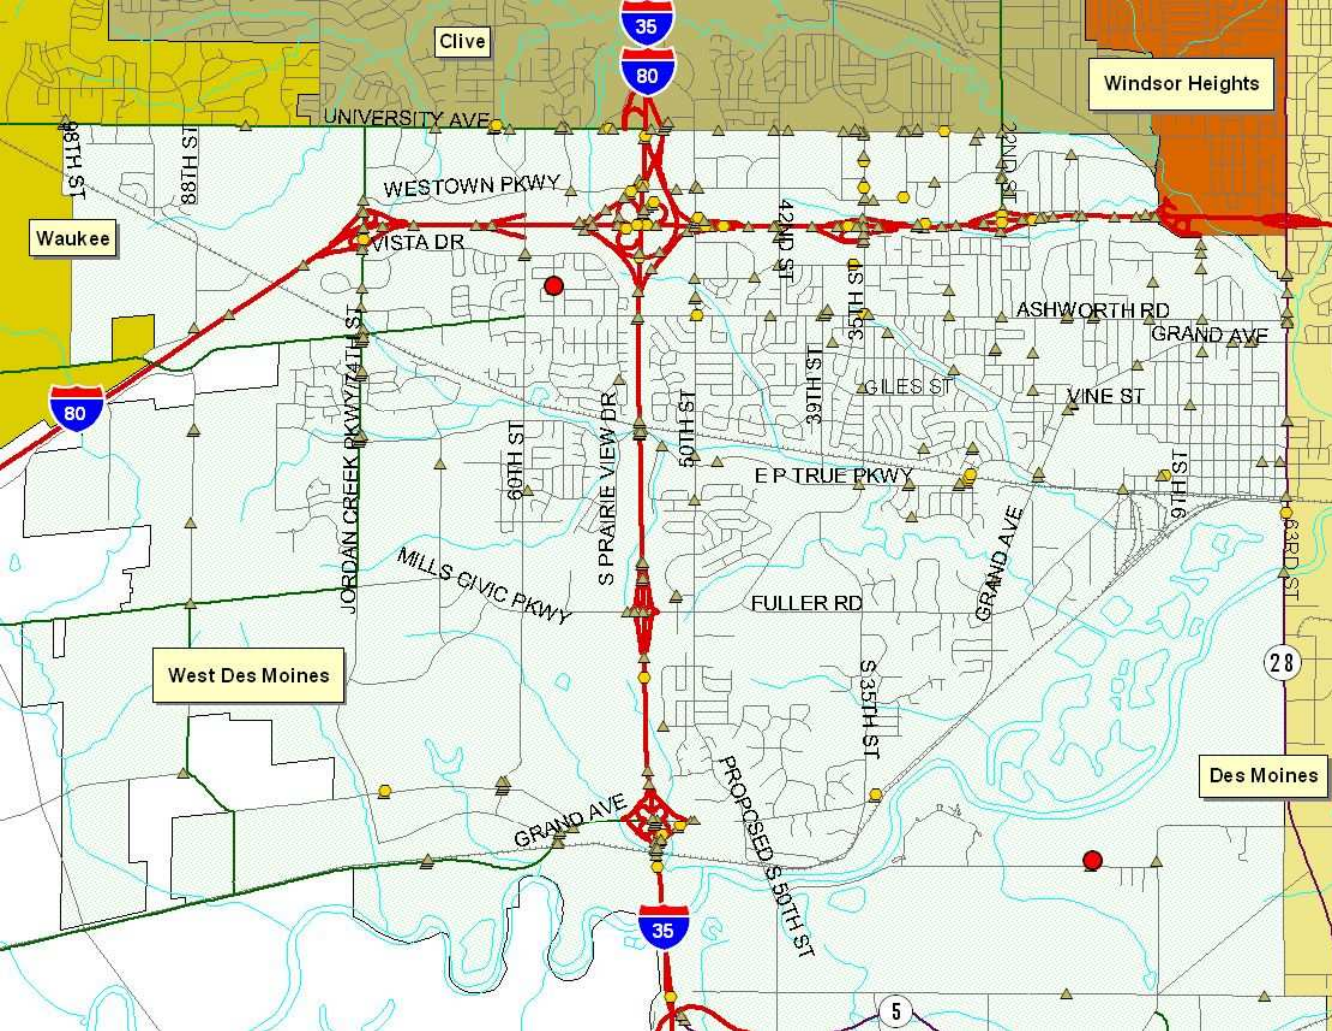 35
Clive
80
Windsor Heights
UNIVERSITY AVE
98TH ST
88TH ST
22ND ST
WESTOWN PKWY
42ND ST
Waukee
VISTA DR
35TH ST
ASHWORTH RD
GRAND AVE
JORDAN CREEK PKWY/74TH ST
39TH ST
GILES ST
VINE ST
80
S PRAIRIE VIEW DR
50TH ST
60TH ST
E P TRUE PKWY
9TH ST
GRAND AVE
63RD ST
MILLS CIVIC PKWY
FULLER RD
West Des Moines
28
S 35TH ST
Des Moines
PROPOSED S 50TH ST
GRAND AVE
35
5